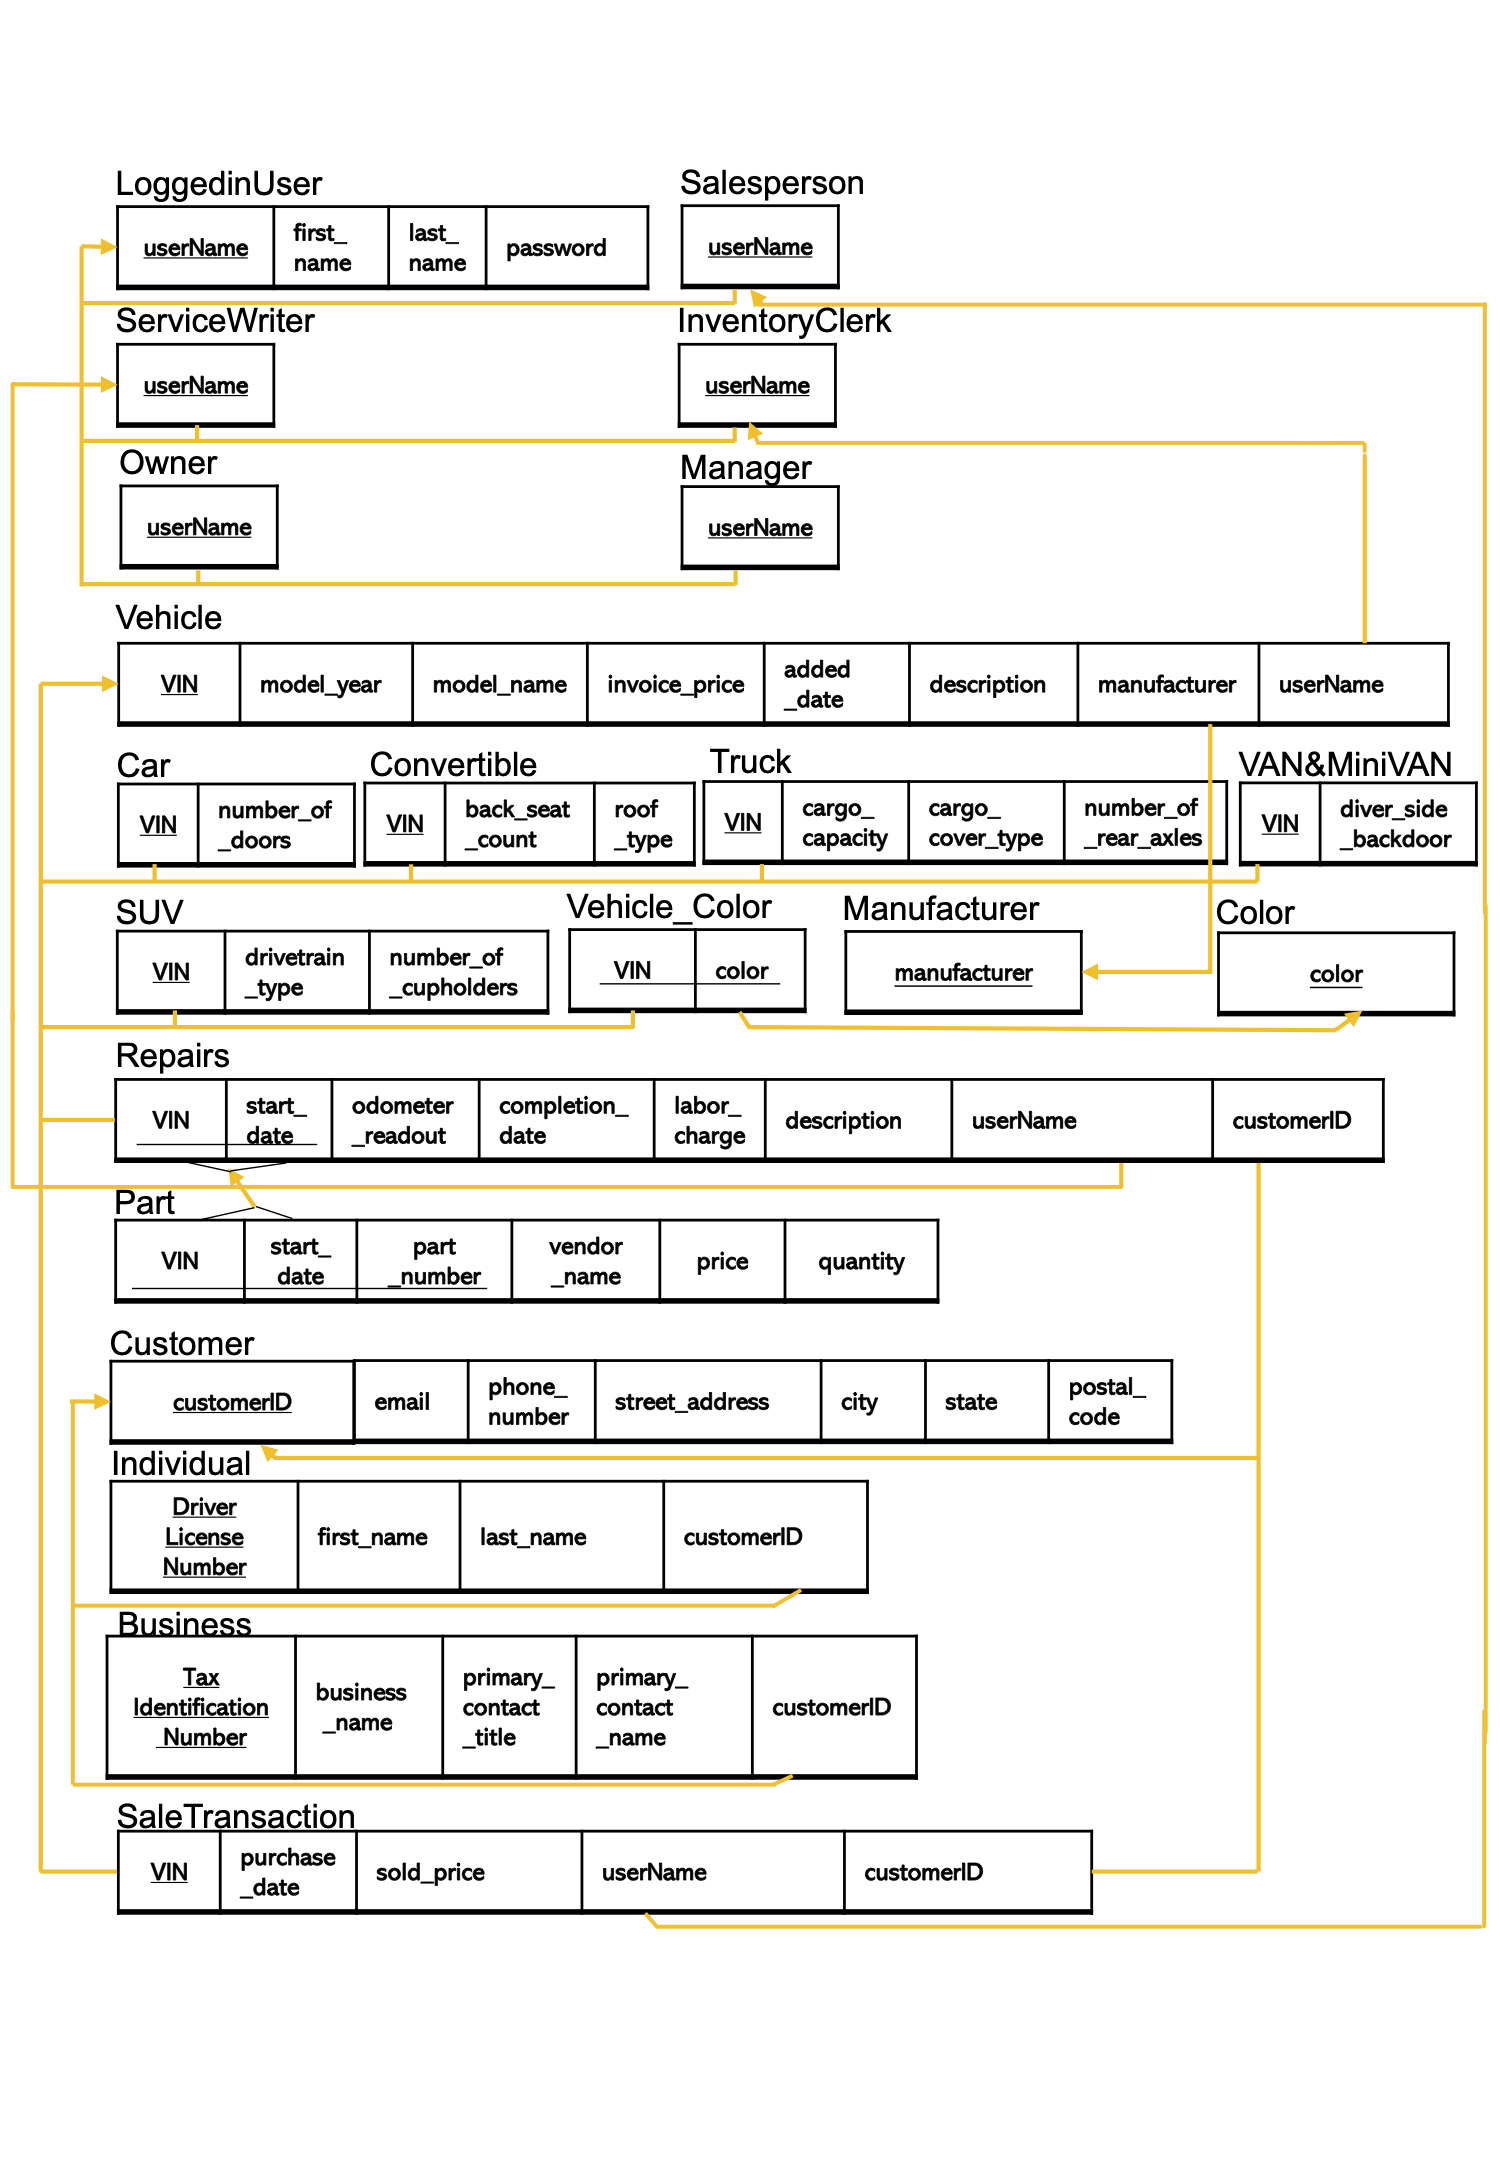 LoggedinUser
userName
first_
name
last_
name
password
Salesperson
userName
ServiceWriter
userName
InventoryClerk
userName
Owner
userName
Manager
userName
Vehicle
VIN
model_year
model_name
invoice_price
added
_date
description
manufacturer
userName
Car
VIN
number_of
_doors
Convertible
VIN
back_seat
_count
roof
_type
Truck
VIN
cargo_
capacity
cargo_
cover_type
number_of
_rear_axles
VAN&MiniVAN
VIN
diver_side
_backdoor
SUV
VIN
drivetrain
_type
number_of
_cupholders
Vehicle_Color
VIN
color
Manufacturer
manufacturer
Color
color
Repairs
VIN
start_
date
odometer
_readout
completion_
date
labor_
charge
description
userName
customerID
Part
VIN
start_
date
part
_number
vendor
_name
price
quantity
Customer
customerID
email
phone_
number
street_address
city
state
postal_
code
Individual
Driver
License
Number
first_name
last_name
customerID
Business
Tax
Identification
_Number
business
_name
primary_
contact
_title
primary_
contact
_name
customerID
SaleTransaction
VIN
purchase
_date
sold_price
userName
customerID